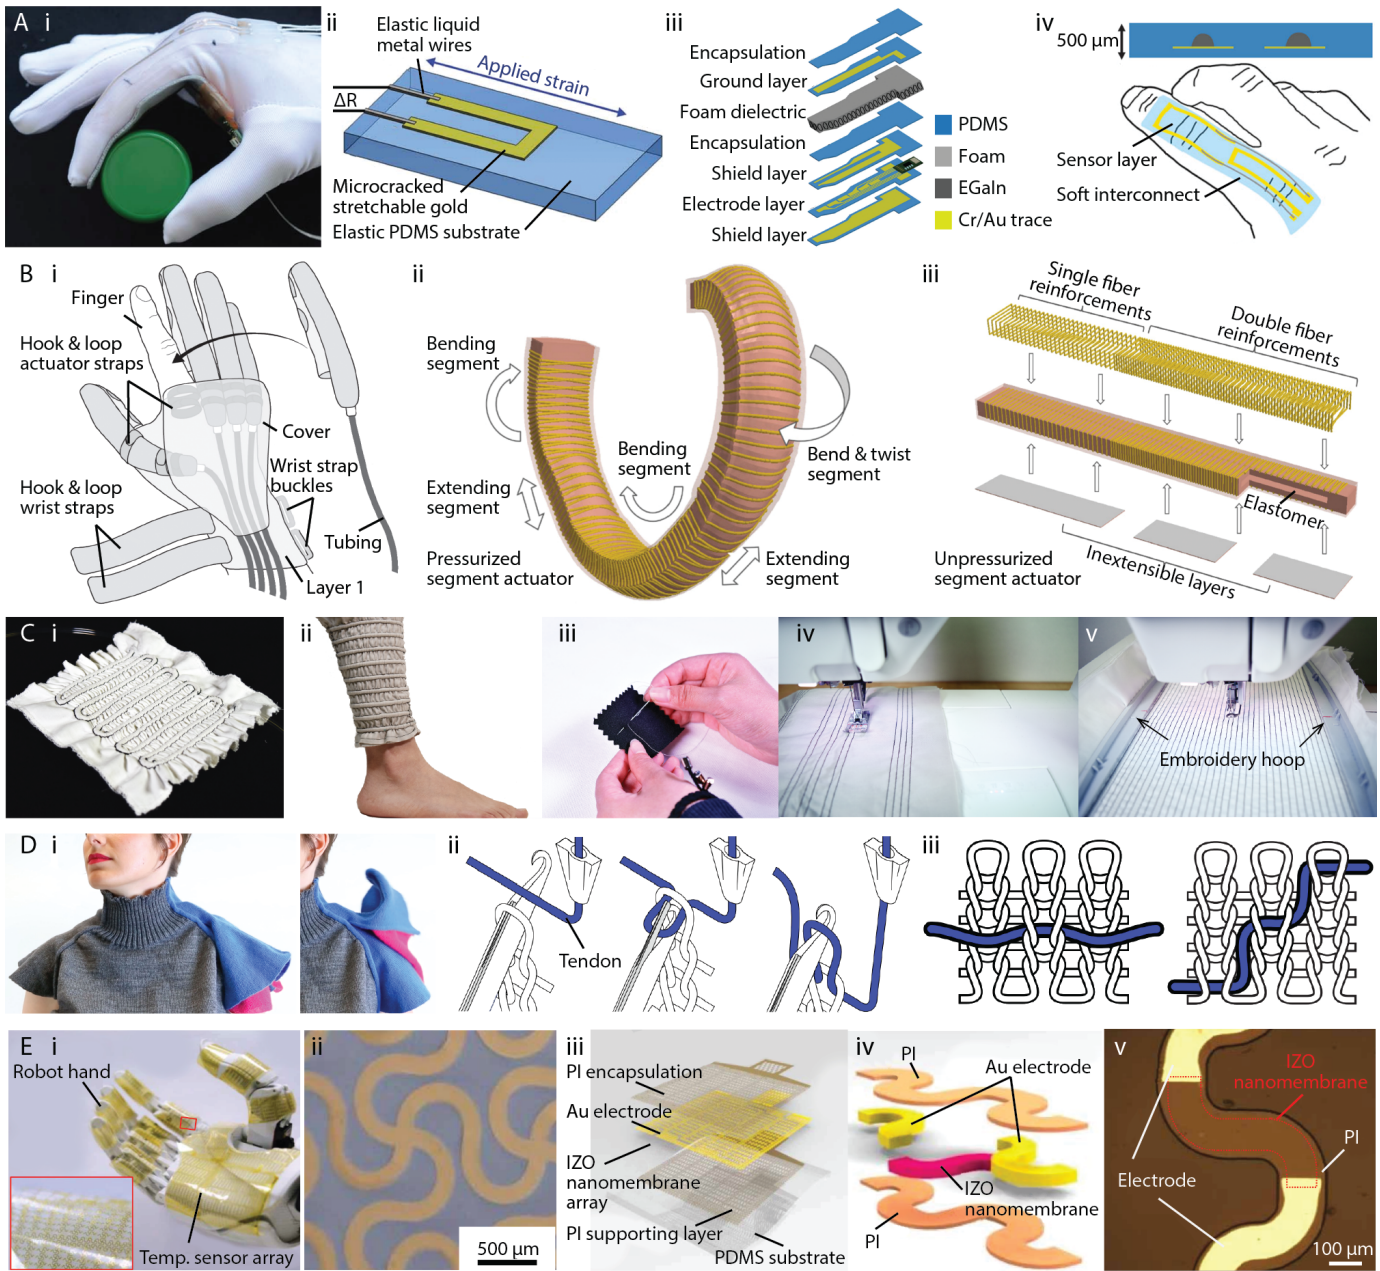 A i
ii
Elastic liquid
metal wires
Applied strain
ΔR
Microcracked
stretchable gold
Elastic PDMS substrate
iii
Encapsulation
Ground layer
Foam dielectric
Encapsulation
Shield layer
Electrode layer
Shield layer
PDMS
Foam
EGaIn
Cr/Au trace
iv
500 µm
Sensor layer
Soft interconnect
B i
Finger
Hook & loop
actuator straps
Cover
Wrist strap
buckles
Hook & loop
wrist straps
Tubing
Layer 1
ii
Bending
segment
Bending
segment
Bend & twist
segment
Extending
segment
Extending
segment
Pressurized
segment actuator
iii
Single fiber
reinforcements
Double fiber
reinforcements
Elastomer
Inextensible layers
Unpressurized
segment actuator
C i
ii
iii
iv
v
Embroidery hoop
D i
ii
Tendon
iii
E i
Robot hand
Temp. sensor array
ii
500 µm
iii
PI encapsulation
Au electrode
IZO
nanomembrane
array
PI supporting layer
PDMS substrate
iv
PI
Au electrode
IZO
nanomembrane
PI
v
IZO
nanomembrane
PI
Electrode
100 µm